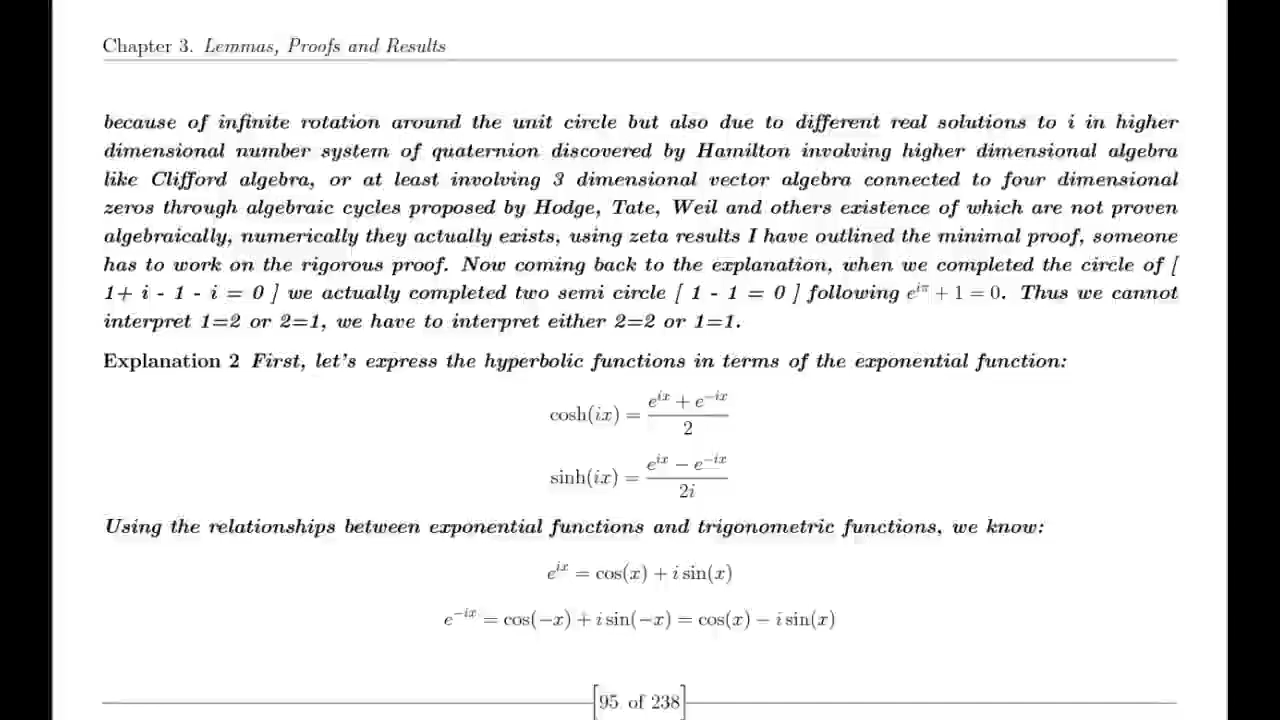 Chapter 3. Lemmas, Proofs and Results
because of infinite rotation around the unit circle but also due to different real solutions to i in higher
dimensional number system of quaternion discovered by Hamilton involving higher dimensional algebra
like Clifford algebra, or at least involving 3 dimensional vector algebra connected to four dimensional
zeros through algebraic cycles proposed by Hodge, Tate, Weil and others existence of which are not proven
algebraically, numerically they actually exists, using zeta results I have outlined the minimal proof, someone
has to work on the rigorous proof. Now coming back to the explanation, when we completed the circle of [
1+ i - 1 - i = 0 ] we actually completed two semi circle [ 1 - 1 = 0 ] following e^{iπ} + 1 = 0. Thus we cannot
interpret 1=2 or 2=1, we have to interpret either 2=2 or 1=1.
Explanation 2 First, let's express the hyperbolic functions in terms of the exponential function:
cosh(ix) = \frac{e^{ix} + e^{-ix}}{2}
sinh(ix) = \frac{e^{ix} − e^{-ix}}{2i}
Using the relationships between exponential functions and trigonometric functions, we know:
e^{ix} = cos(x) + i sin(x)
e^{-ix} = cos(−x) + i sin(−x) = cos(x) − i sin(x)
95 of 238